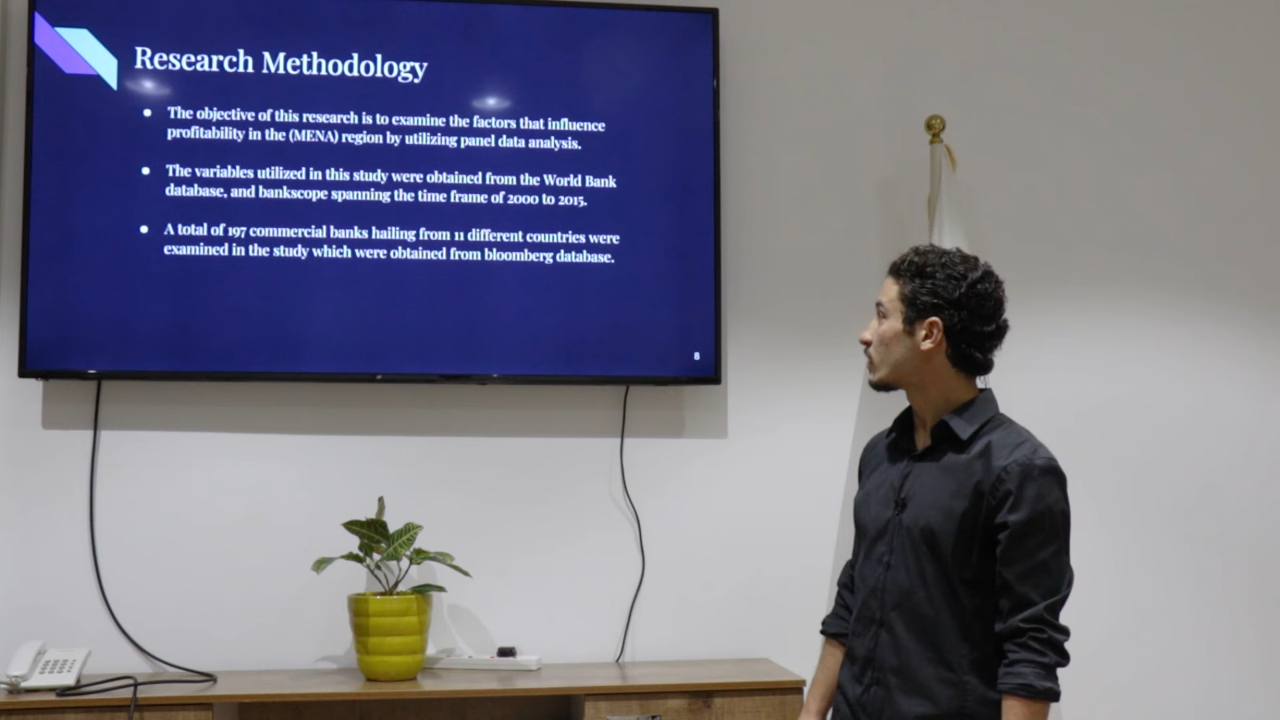 Research Methodology
● The objective of this research is to examine the factors that influence
profitability in the (MENA) region by utilizing panel data analysis.
● The variables utilized in this study were obtained from the World Bank
database, and bankscope spanning the time frame of 2000 to 2015.
● A total of 197 commercial banks hailing from 11 different countries were
examined in the study which were obtained from bloomberg database.
8